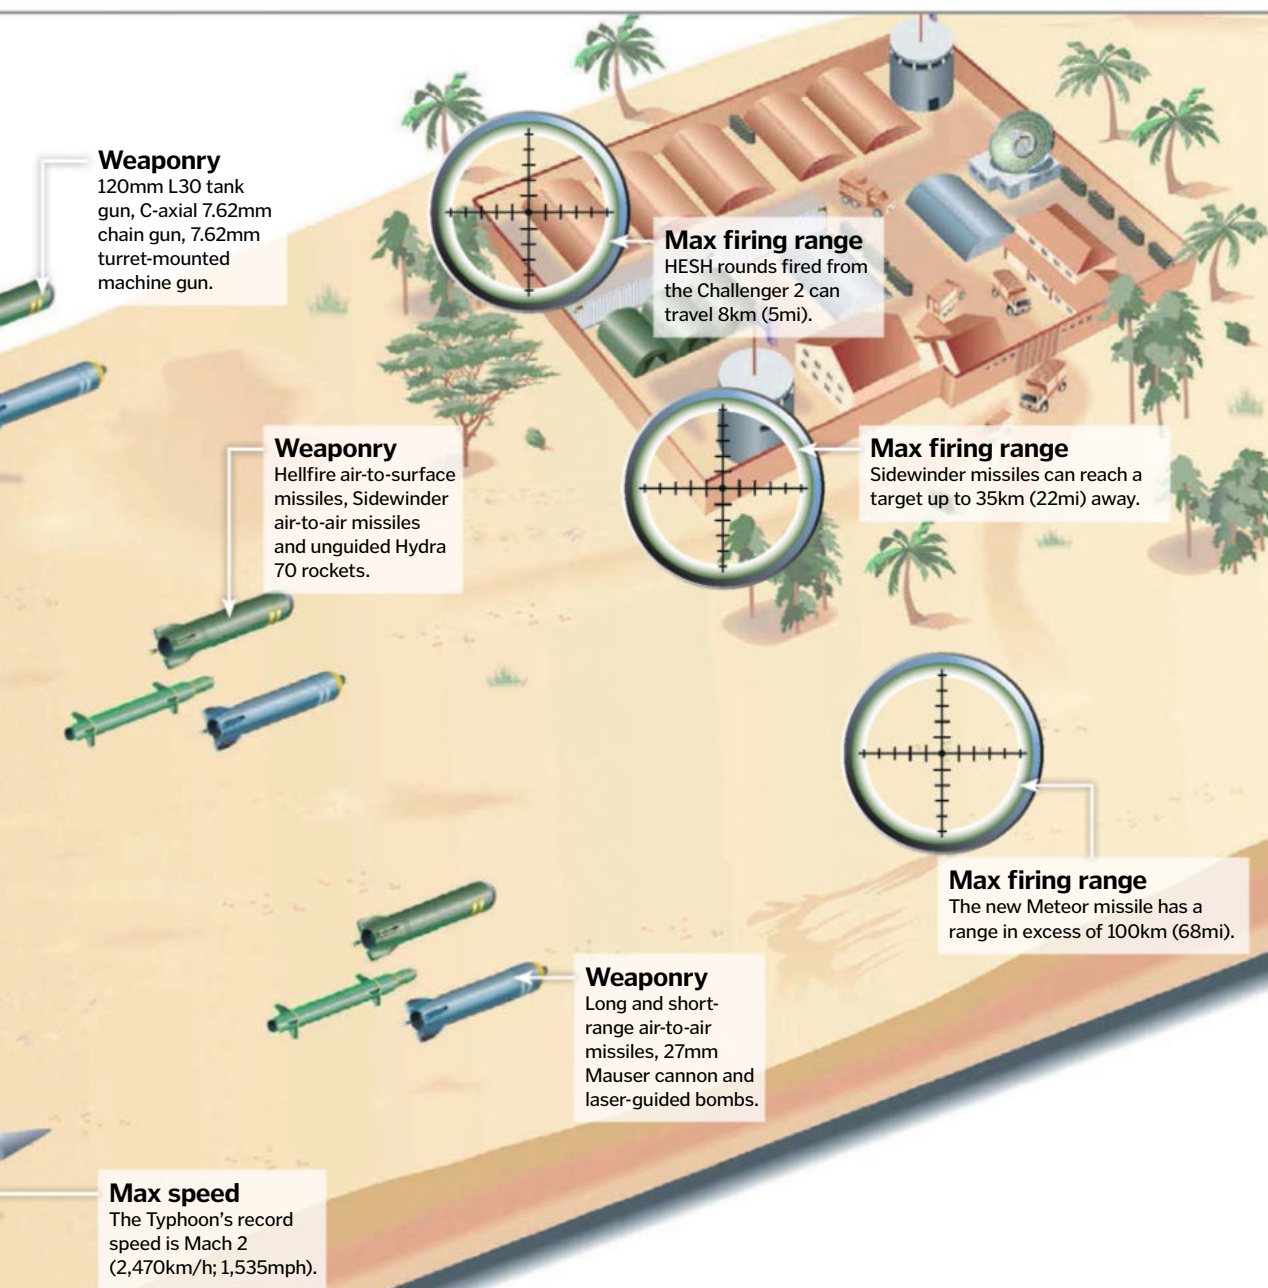 Weaponry
120mm L30 tank
gun, C-axial 7.62mm
chain gun, 7.62mm
turret-mounted
machine gun.
Max firing range
HESH rounds fired from
the Challenger 2 can
travel 8km (5mi).
Weaponry
Hellfire air-to-surface
missiles, Sidewinder
air-to-air missiles
and unguided Hydra
70 rockets.
Max firing range
Sidewinder missiles can reach a
target up to 35km (22mi) away.
Max firing range
The new Meteor missile has a
range in excess of 100km (68mi).
Weaponry
Long and short-
range air-to-air
missiles, 27mm
Mauser cannon and
laser-guided bombs.
Max speed
The Typhoon's record
speed is Mach 2
(2,470km/h; 1,535mph).